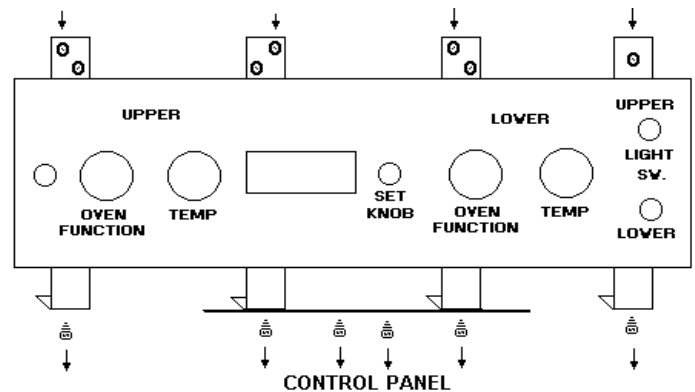 UPPER
LOWER
UPPER
LIGHT
SW.
LOWER
OVEN
FUNCTION
TEMP
SET
KNOB
OVEN
FUNCTION
TEMP
CONTROL PANEL